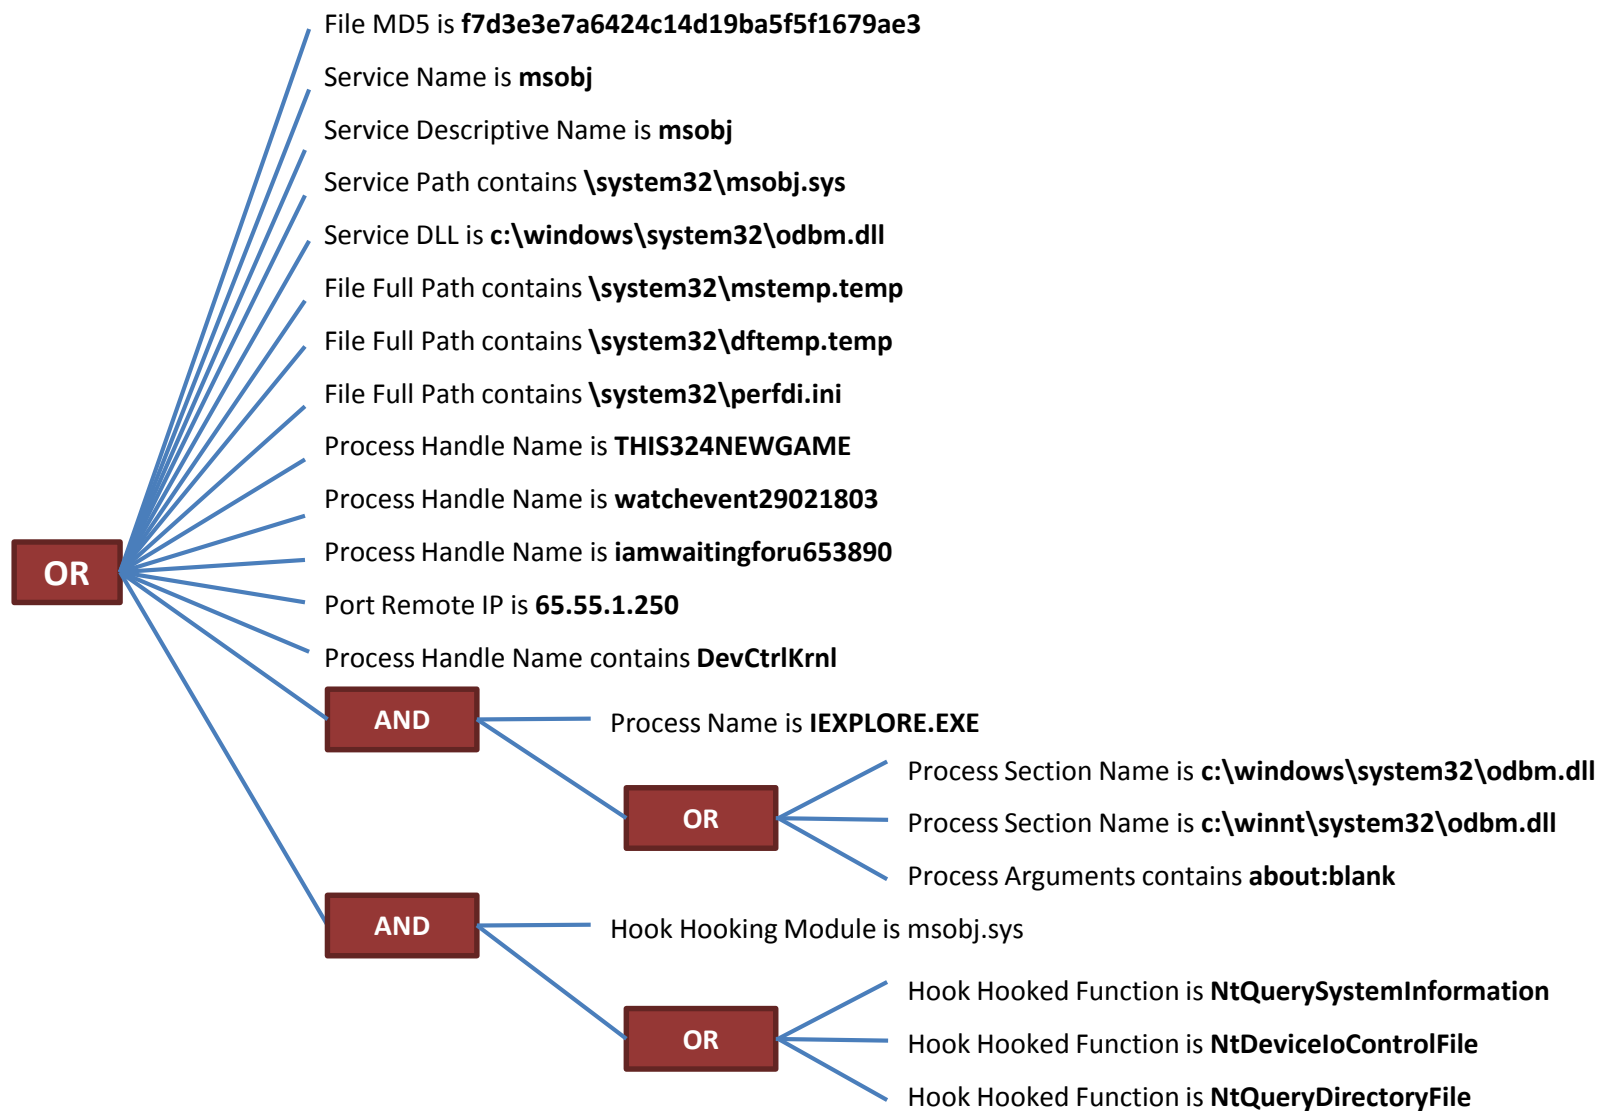 File MD5 is f7d3e3e7a6424c14d19ba5f5f1679ae3
Service Name is msobj
Service Descriptive Name is msobj
Service Path contains \system32\msobj.sys
Service DLL is c:\windows\system32\odbm.dll
File Full Path contains \system32\mstemp.temp
File Full Path contains \system32\dftemp.temp
File Full Path contains \system32\perfdi.ini
Process Handle Name is THIS324NEWGAME
Process Handle Name is watchevent29021803
Process Handle Name is iamwaitingforu653890
OR
Port Remote IP is 65.55.1.250
Process Handle Name contains DevCtrlKrnl
AND
Process Name is IEXPLORE.EXE
Process Section Name is c:\windows\system32\odbm.dll
OR
Process Section Name is c:\winnt\system32\odbm.dll
Process Arguments contains about:blank
AND
Hook Hooking Module is msobj.sys
Hook Hooked Function is NtQuerySystemInformation
OR
Hook Hooked Function is NtDeviceIoControlFile
Hook Hooked Function is NtQueryDirectoryFile